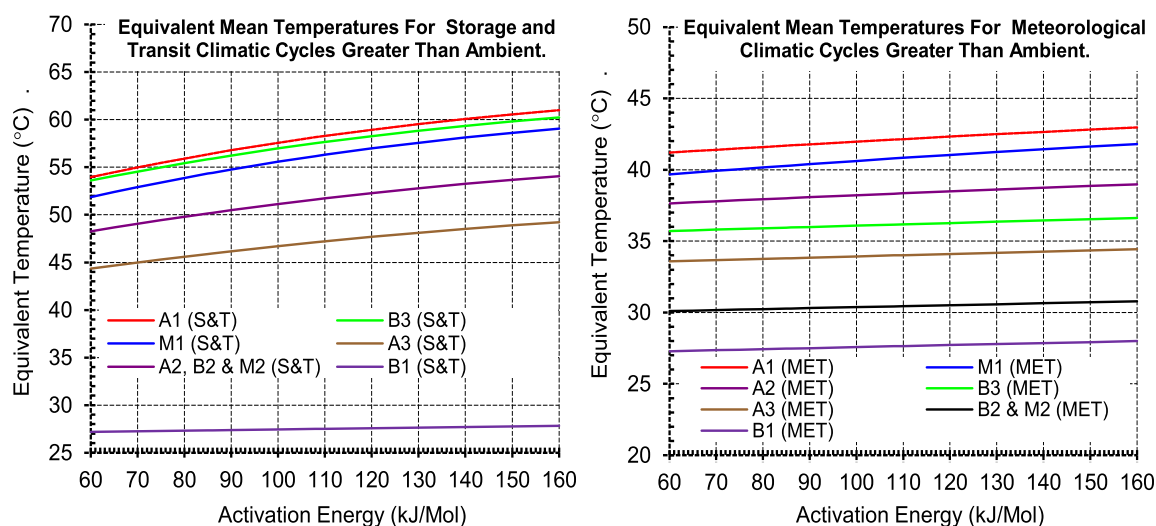 Equivalent Mean Temperatures For Storage and
Transit Climatic Cycles Greater Than Ambient.
Equivalent Temperature (°C) .
70
65
60
55
50
45
40
35
30
28
25
A1 (S&T)
B3 (S&T)
M1 (S&T)
A3 (S&T)
A2, B2 & M2 (S&T)
B1 (S&T)
60 70 80 90 100 110 120 130 140 150 160
Activation Energy (kJ/Mol)
Equivalent Mean Temperatures For Meteorological
Climatic Cycles Greater Than Ambient.
Equivalent Temperature (°C) .
50
45
40
35
30
25
20
A1 (MET)
M1 (MET)
A2 (MET)
B3 (MET)
A3 (MET)
B2 & M2 (MET)
B1 (MET)
60 70 80 90 100 110 120 130 140 150 160
Activation Energy (kJ/Mol)